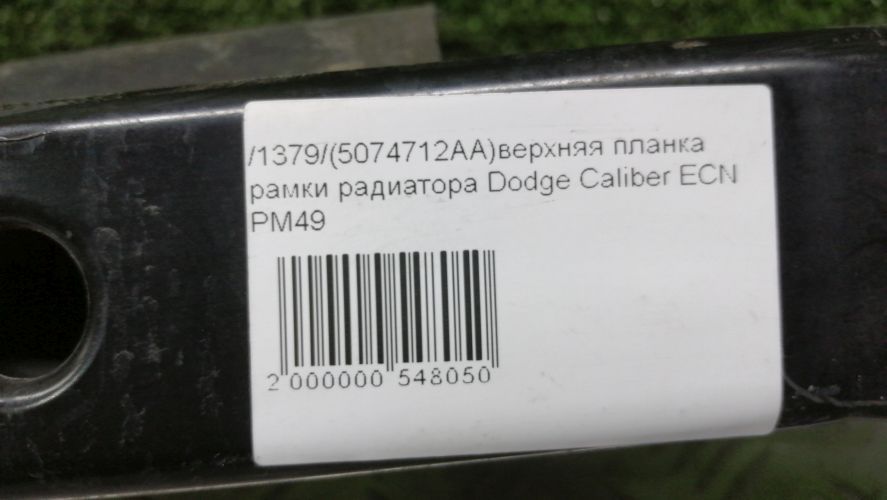 /1379/(5074712AA)верхняя планка
рамки радиатора Dodge Caliber ECN
PM49
2 000000 548050